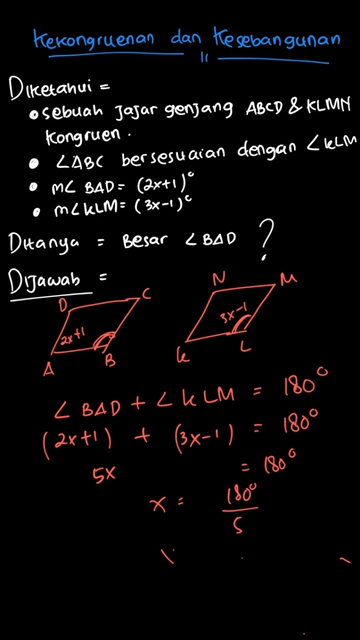 Kekongruenan dan Kesebangunan
Diketahui =
• sebuah jajar genjang ABCD & KLMN
kongruen.
• ∠ABC bersesuaian dengan ∠KLM
• m∠BAD = (2x+1)°
• m∠KLM = (3x-1)°
Ditanya = Besar ∠BAD ?
Dijawab =
D C N M
2x+1 3x-1
A B K L
∠BAD + ∠KLM = 180°
(2x+1) + (3x-1) = 180°
5x = 180°
x = 180°
5